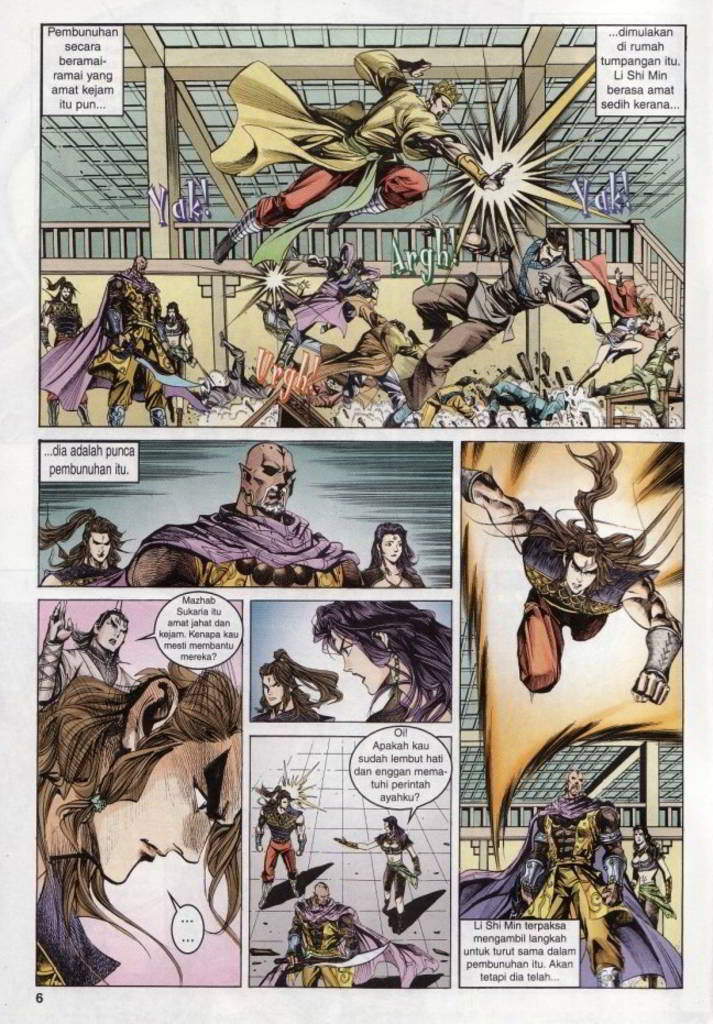 Pembunuhan
secara
beramai-
ramai yang
amat kejam
itu pun...
...dimulakan
di rumah
tumpangan itu.
Li Shi Min
berasa amat
sedih kerana...
Yak!
Yak!
Argh!
Urgh!
...dia adalah punca
pembunuhan itu.
Mazhab
Sukaria itu
amat jahat dan
kejam. Kenapa kau
mesti membantu
mereka?
...
...
Oi!
Apakah kau
sudah lembut hati
dan enggan mema-
tuhi perintah
ayahku?
Li Shi Min terpaksa
mengambil langkah
untuk turut sama dalam
pembunuhan itu. Akan
tetapi dia telah...
6